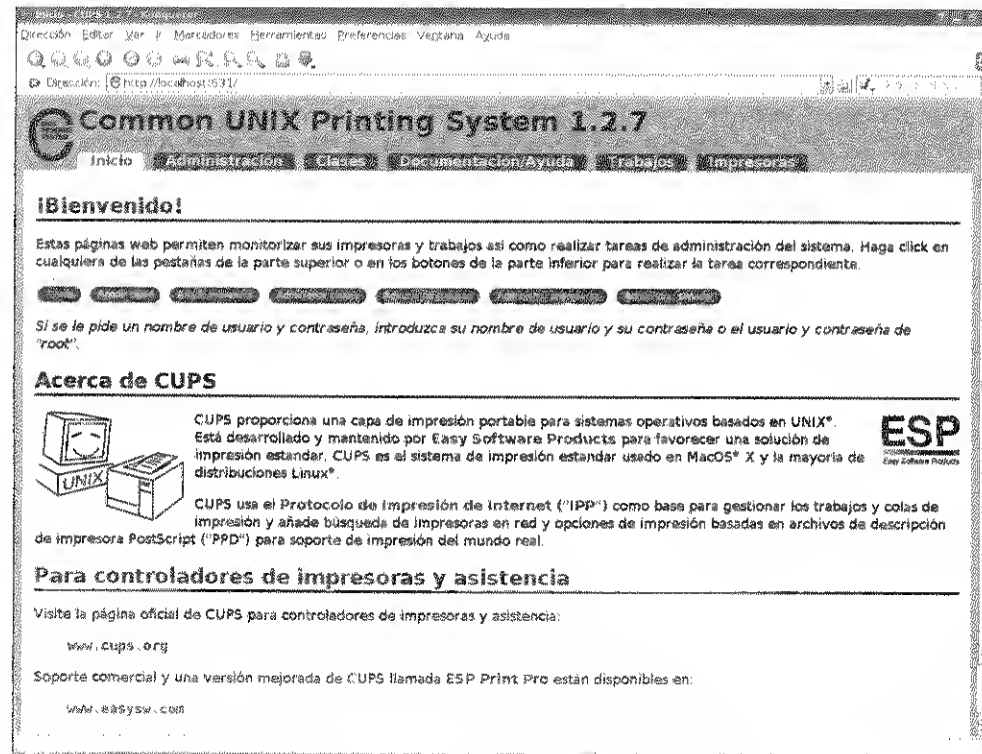 Inicio - CUPS 1.2.7 - Konqueror
Dirección Editar Ver Ir Marcadores Herramientas Preferencias Ventana Ayuda
Dirección: http://localhost:631/
Common UNIX Printing System 1.2.7
Inicio Administración Clases Documentación/Ayuda Trabajos Impresoras
¡Bienvenido!
Estas páginas web permiten monitorizar sus impresoras y trabajos así como realizar tareas de administración del sistema. Haga click en
cualquiera de las pestañas de la parte superior o en los botones de la parte inferior para realizar la tarea correspondiente.
Si se le pide un nombre de usuario y contraseña, introduzca su nombre de usuario y su contraseña o el usuario y contraseña de
"root".
Acerca de CUPS
UNIX
CUPS proporciona una capa de impresión portable para sistemas operativos basados en UNIX®.
Está desarrollado y mantenido por Easy Software Products para favorecer una solución de
impresión estandar. CUPS es el sistema de impresión estandar usado en MacOS® X y la mayoría de
distribuciones Linux®.
ESP
Easy Software Products
CUPS usa el Protocolo de Impresión de Internet ("IPP") como base para gestionar los trabajos y colas de
impresión y añade búsqueda de impresoras en red y opciones de impresión basadas en archivos de descripción
de impresora PostScript ("PPD") para soporte de impresión del mundo real.
Para controladores de impresoras y asistencia
Visite la página oficial de CUPS para controladores de impresoras y asistencia:
www.cups.org
Soporte comercial y una versión mejorada de CUPS llamada ESP Print Pro están disponibles en:
www.easysw.com